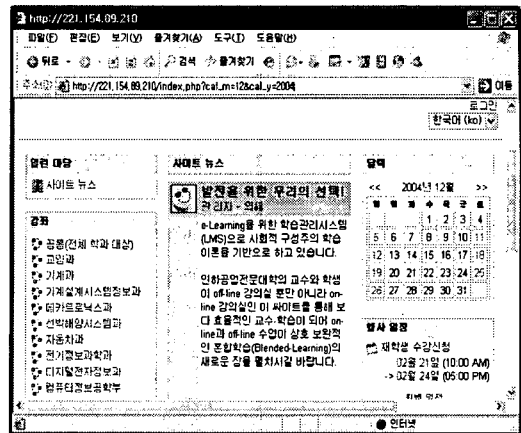 http://221.154.89.210
파일(F) 편집(E) 보기(V) 즐겨찾기(A) 도구(T) 도움말(H)
뒤로 검색 즐겨찾기
주소(D) http://221.154.89.210/index.php?cal_m=12&cal_y=2004 이동
로그인
한국어 (ko)
열린 마당
사이트 뉴스
강좌
공통(전체 학과 대상)
교양과
기계과
기계설계시스템정보과
메카트로닉스과
선박해양시스템과
자동차과
전기정보과학과
디지털전자정보과
컴퓨터정보공학부
사이트 뉴스
발전을 위한 우리의 선택!
관리자 -
e-Learning을 위한 학습관리시스템
(LMS)으로 사회적 구성주의 학습
이론을 기반으로 하고 있습니다.
인하공업전문대학의 교수와 학생
이 off-line 강의실 뿐만 아니라 on-
line 강의실인 이 싸이트를 통해 보
다 효율적인 교수·학습이 되어 on-
line과 off-line 수업이 상호 보완적
인 혼합학습(Blended-Learning)의
새로운 장을 펼치시길 바랍니다.
달력
<< 2004년 12월 >>
일 월 화 수 목 금 토
1 2 3 4
5 6 7 8 9 10 11
12 13 14 15 16 17 18
19 20 21 22 23 24 25
26 27 28 29 30 31
행사 일정
재학생 수강신청
02월 21일 (10:00 AM)
-> 02월 24일 (05:00 PM)
인터넷